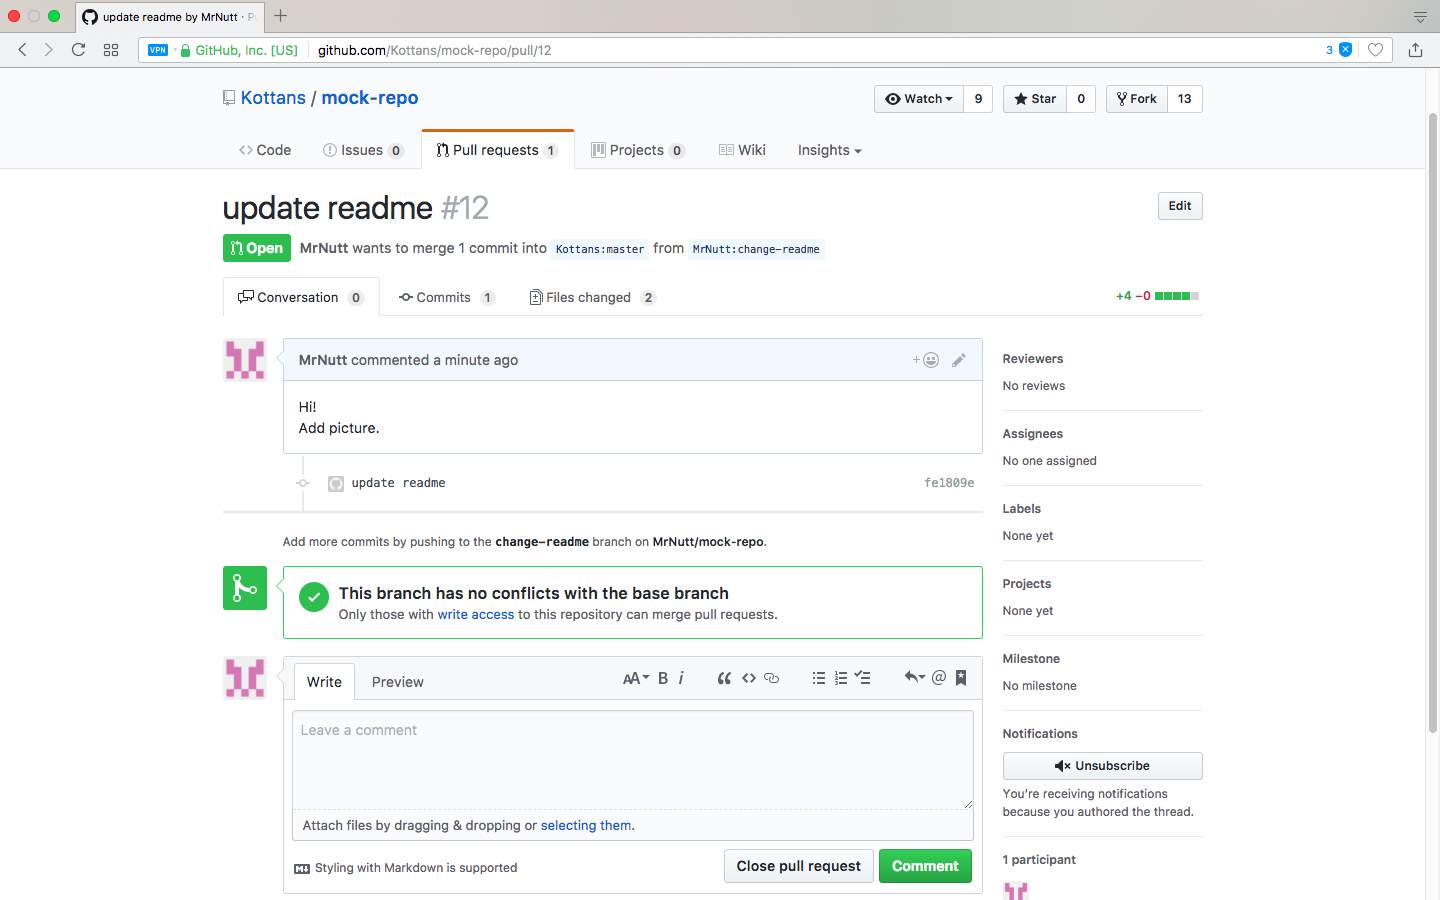 update readme by MrNutt · P
VPN GitHub, Inc. [US] github.com/Kottans/mock-repo/pull/12 3
Kottans / mock-repo
Watch 9 Star 0 Fork 13
Code Issues 0 Pull requests 1 Projects 0 Wiki Insights
update readme #12
Edit
Open MrNutt wants to merge 1 commit into Kottans:master from MrNutt:change-readme
Conversation 0 Commits 1 Files changed 2 +4 −0
MrNutt commented a minute ago
Hi!
Add picture.
update readme fe1809e
Add more commits by pushing to the change-readme branch on MrNutt/mock-repo.
This branch has no conflicts with the base branch
Only those with write access to this repository can merge pull requests.
Write Preview AA B i @
Leave a comment
Attach files by dragging & dropping or selecting them.
Styling with Markdown is supported
Close pull request Comment
Reviewers
No reviews
Assignees
No one assigned
Labels
None yet
Projects
None yet
Milestone
No milestone
Notifications
Unsubscribe
You’re receiving notifications
because you authored the thread.
1 participant